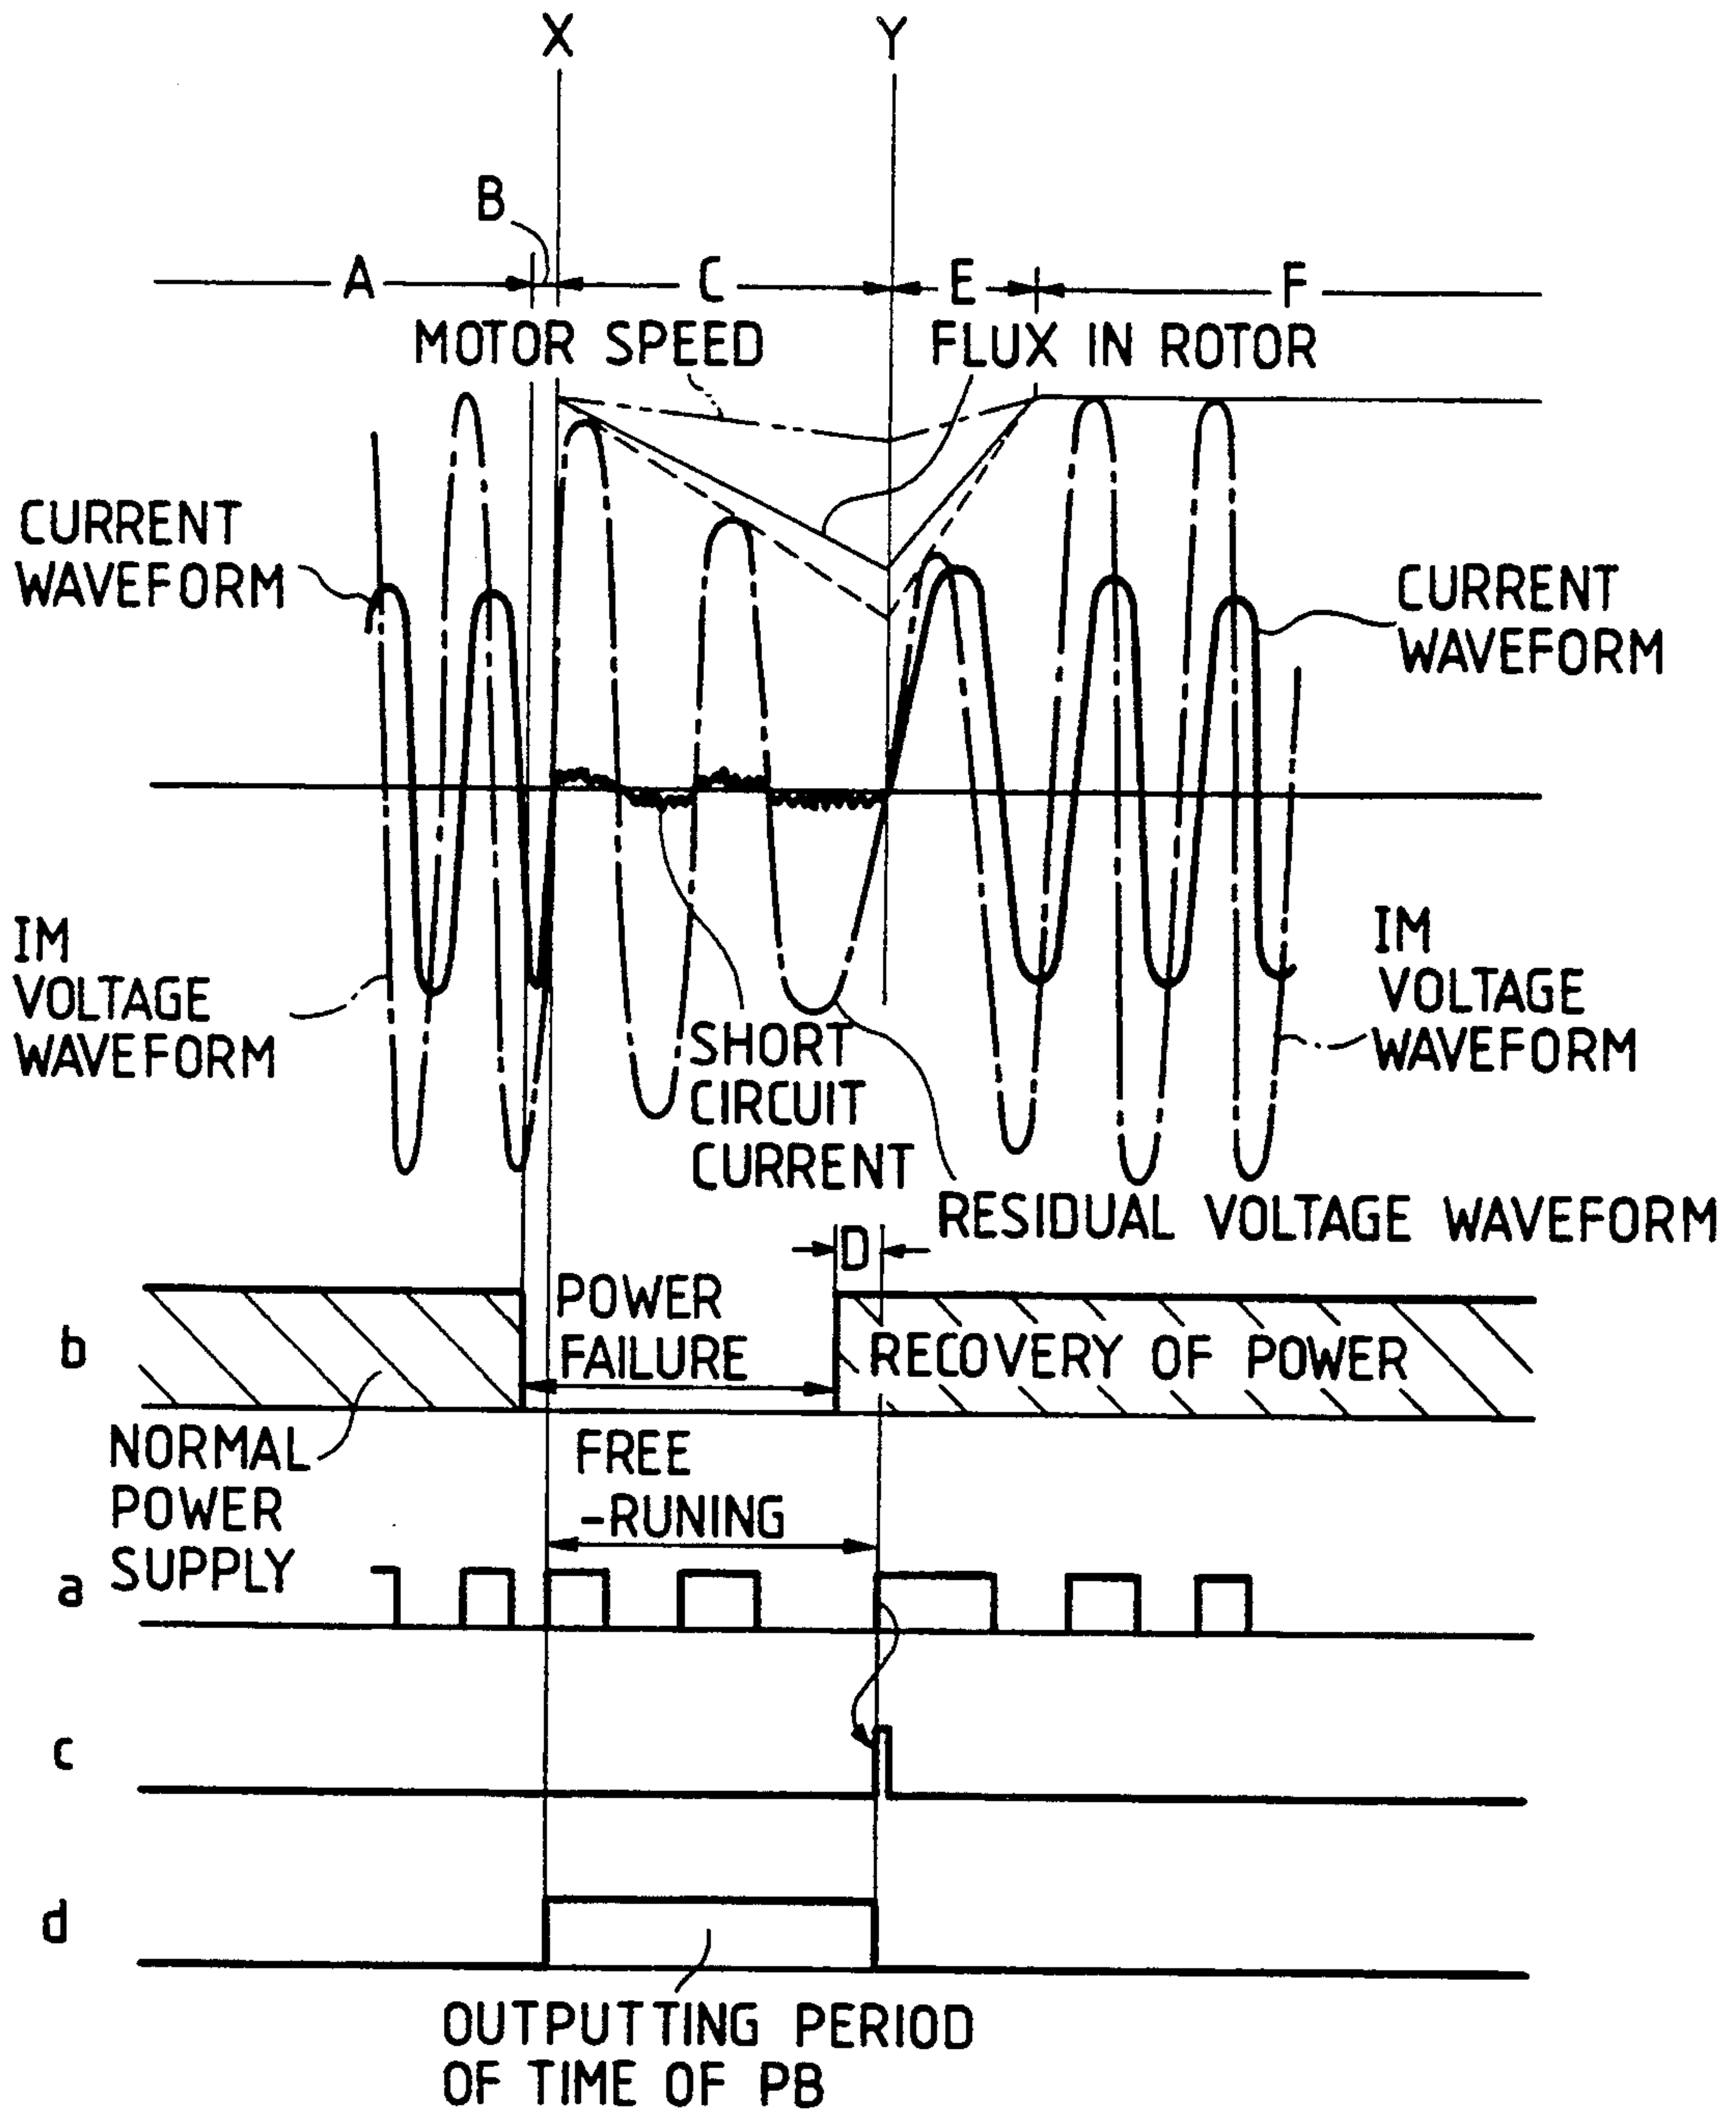 X
Y
B
A
C
E
F
MOTOR SPEED
FLUX IN ROTOR
CURRENT
WAVEFORM
CURRENT
WAVEFORM
IM
VOLTAGE
WAVEFORM
IM
VOLTAGE
WAVEFORM
SHORT
CIRCUIT
CURRENT
RESIDUAL VOLTAGE WAVEFORM
D
b
POWER
FAILURE
RECOVERY OF POWER
NORMAL
POWER
SUPPLY
FREE
-RUNING
a
c
d
OUTPUTTING PERIOD
OF TIME OF PB